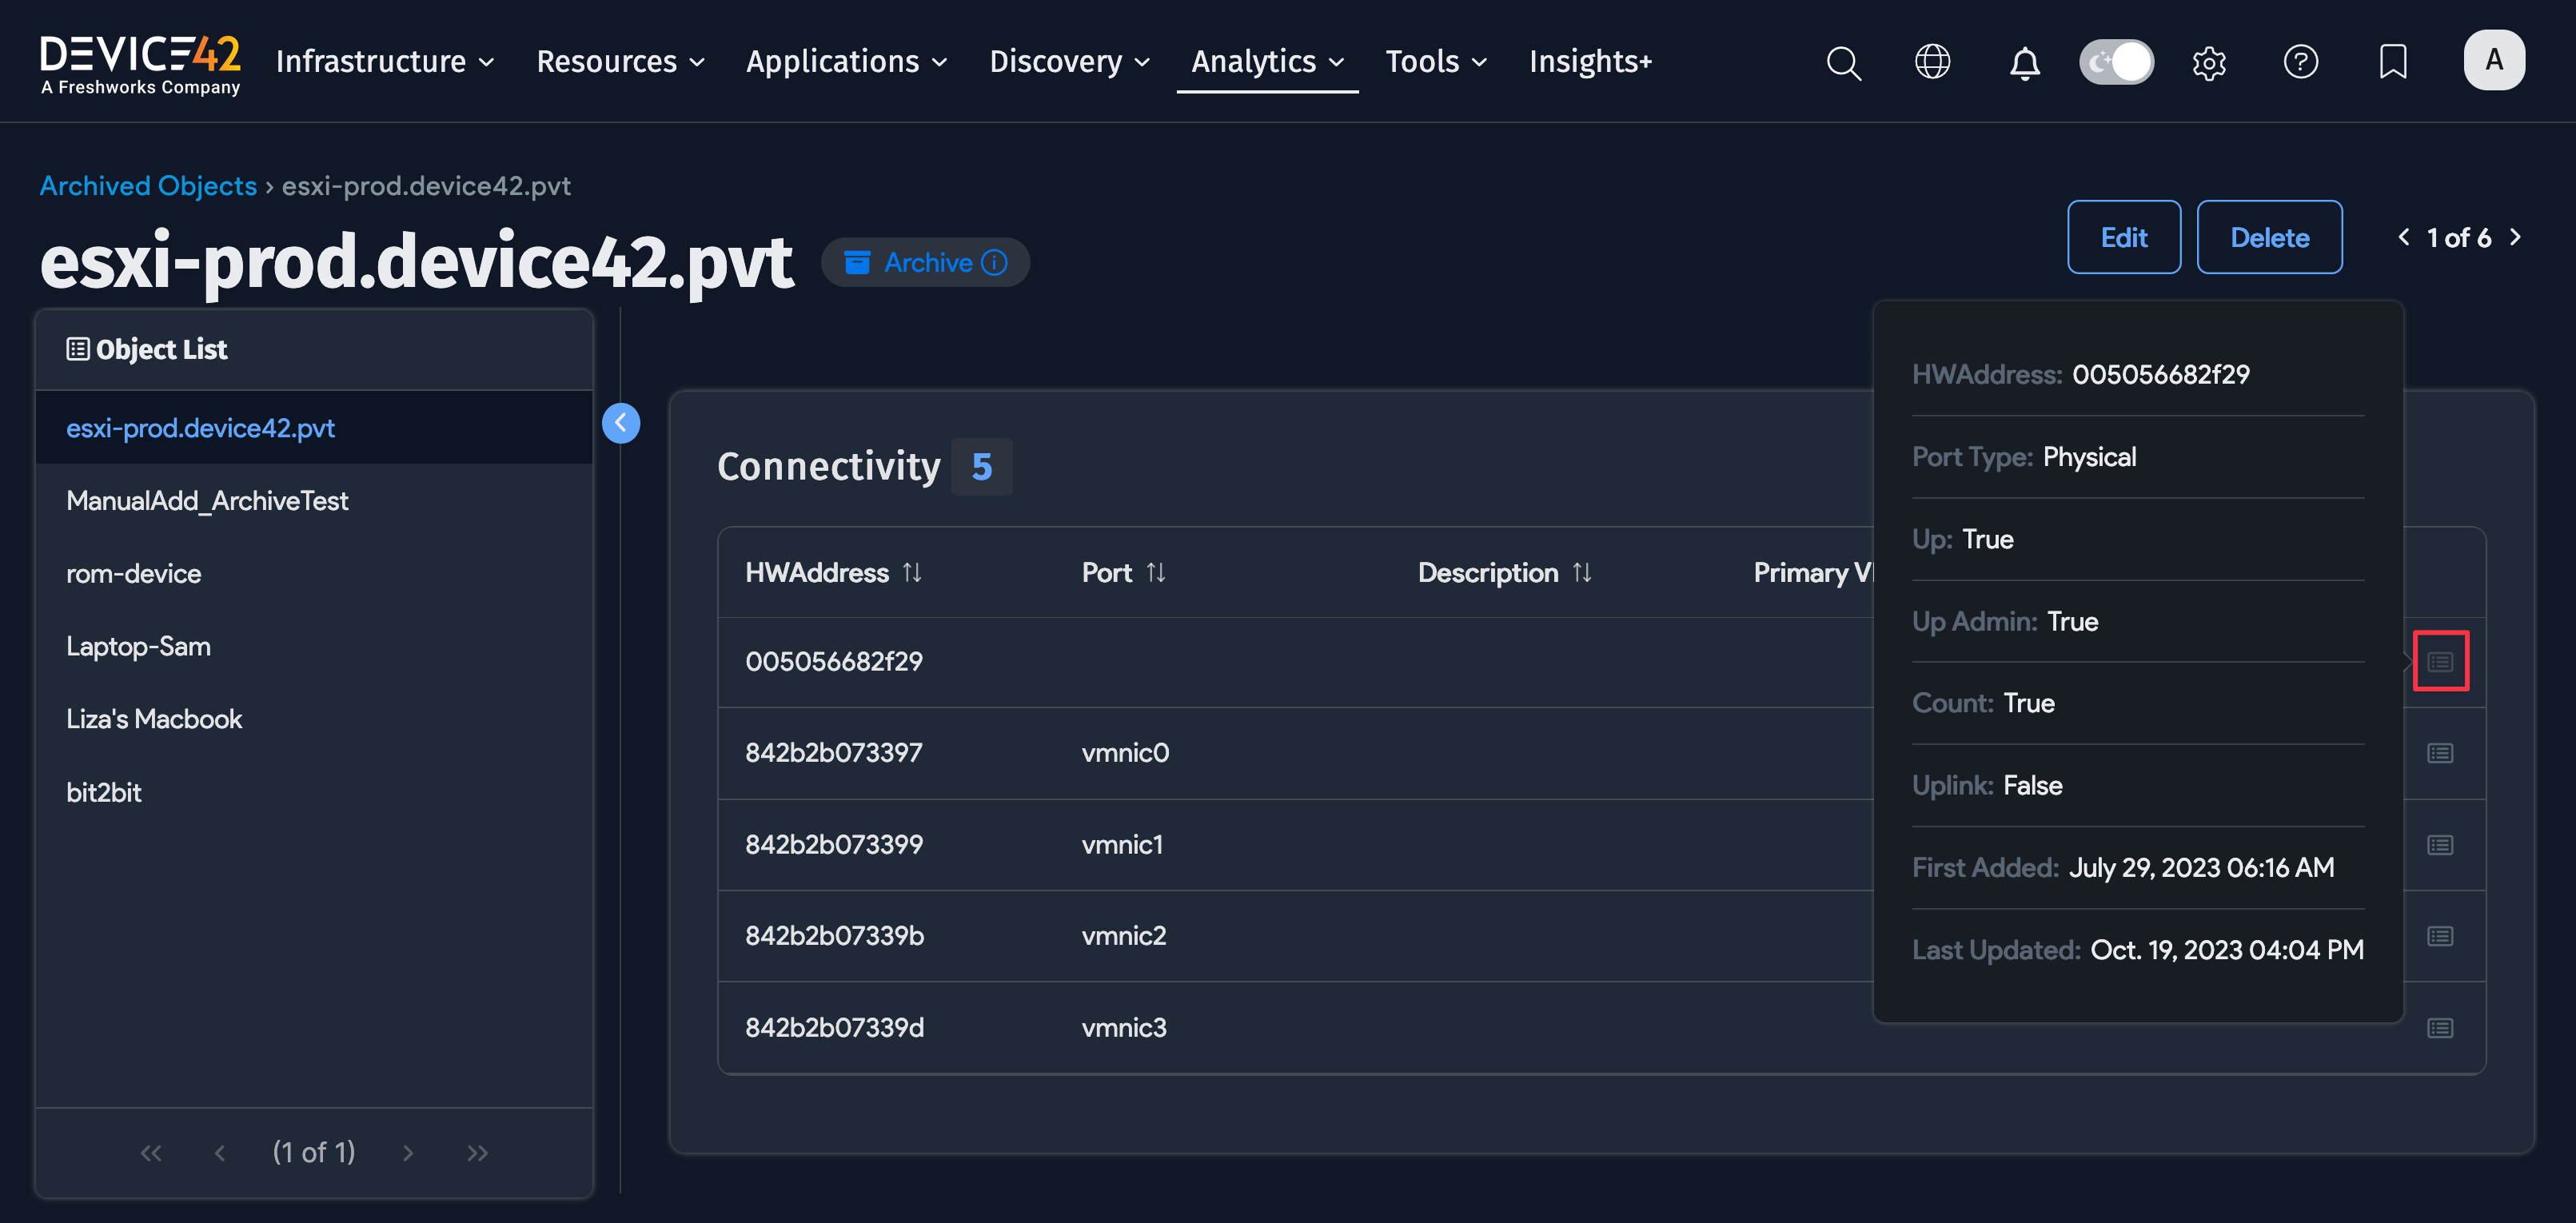 DEVICE42
A Freshworks Company
Infrastructure
Resources
Applications
Discovery
Analytics
Tools
Insights+
A
Archived Objects › esxi-prod.device42.pvt
esxi-prod.device42.pvt
Archive
Edit
Delete
1 of 6
Object List
esxi-prod.device42.pvt
ManualAdd_ArchiveTest
rom-device
Laptop-Sam
Liza's Macbook
bit2bit
(1 of 1)
Connectivity 5
HWAddress Port Description Primary
005056682f29
842b2b073397 vmnic0
842b2b073399 vmnic1
842b2b07339b vmnic2
842b2b07339d vmnic3
HWAddress: 005056682f29
Port Type: Physical
Up: True
Up Admin: True
Count: True
Uplink: False
First Added: July 29, 2023 06:16 AM
Last Updated: Oct. 19, 2023 04:04 PM